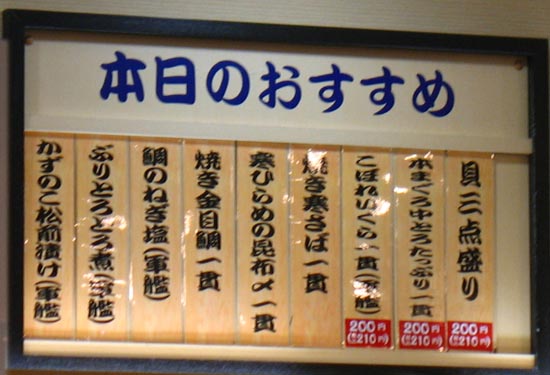 本日のおすすめ
貝三点盛り
200円
(税込210円)
本まぐろ中とろたっぷり一貫
200円
(税込210円)
こぼれいくら一貫(軍艦)
200円
(税込210円)
焼き寒さば一貫
寒ひらめの昆布〆一貫
焼き金目鯛一貫
鯛のねぎ塩(軍艦)
ぶりとろとろ煮(軍艦)
かずのこ松前漬け(軍艦)